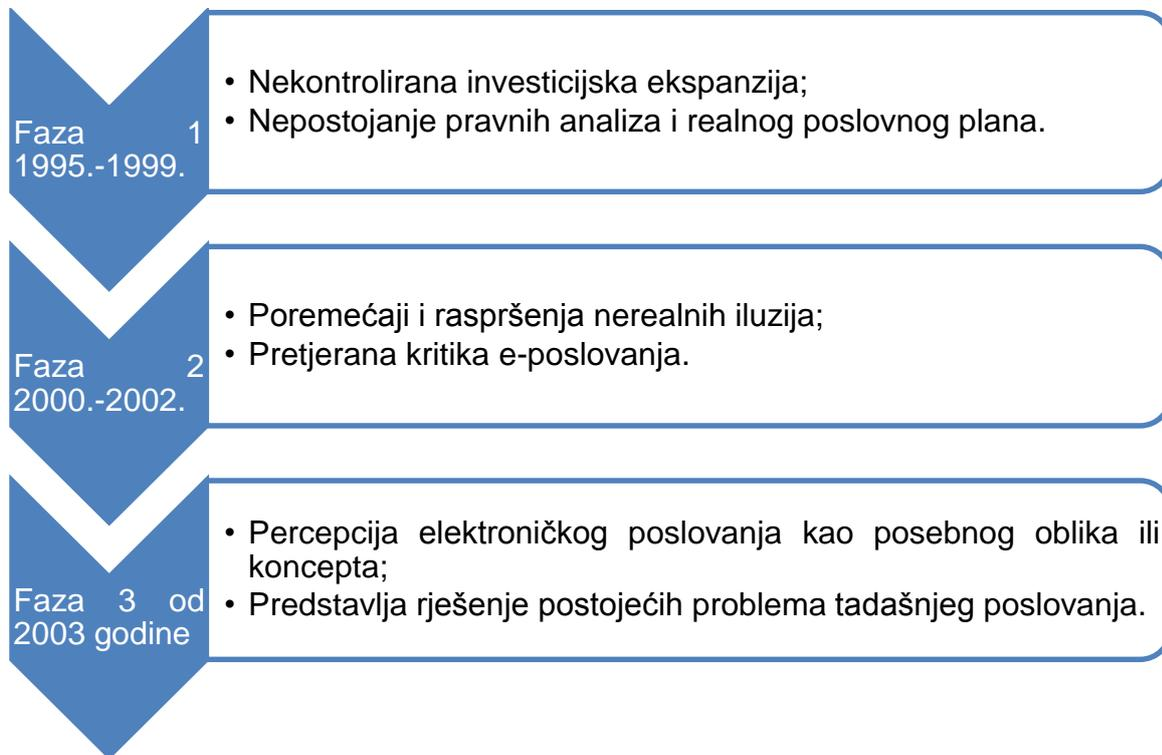 Faza 1
1995.-1999.
• Nekontrolirana investicijska ekspanzija;
• Nepostojanje pravnih analiza i realnog poslovnog plana.
Faza 2
2000.-2002.
• Poremećaji i raspršenja nerealnih iluzija;
• Pretjerana kritika e-poslovanja.
Faza 3 od
2003 godine
• Percepcija elektroničkog poslovanja kao posebnog oblika ili
koncepta;
• Predstavlja rješenje postojećih problema tadašnjeg poslovanja.